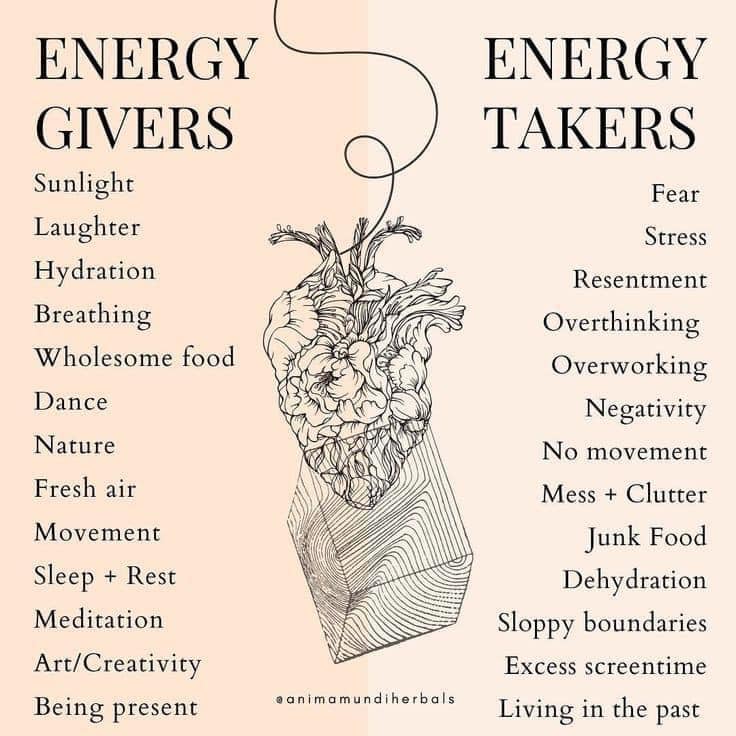 ENERGY
GIVERS
Sunlight
Laughter
Hydration
Breathing
Wholesome food
Dance
Nature
Fresh air
Movement
Sleep + Rest
Meditation
Art/Creativity
Being present
ENERGY
TAKERS
Fear
Stress
Resentment
Overthinking
Overworking
Negativity
No movement
Mess + Clutter
Junk Food
Dehydration
Sloppy boundaries
Excess screentime
Living in the past
@animamundiherbals